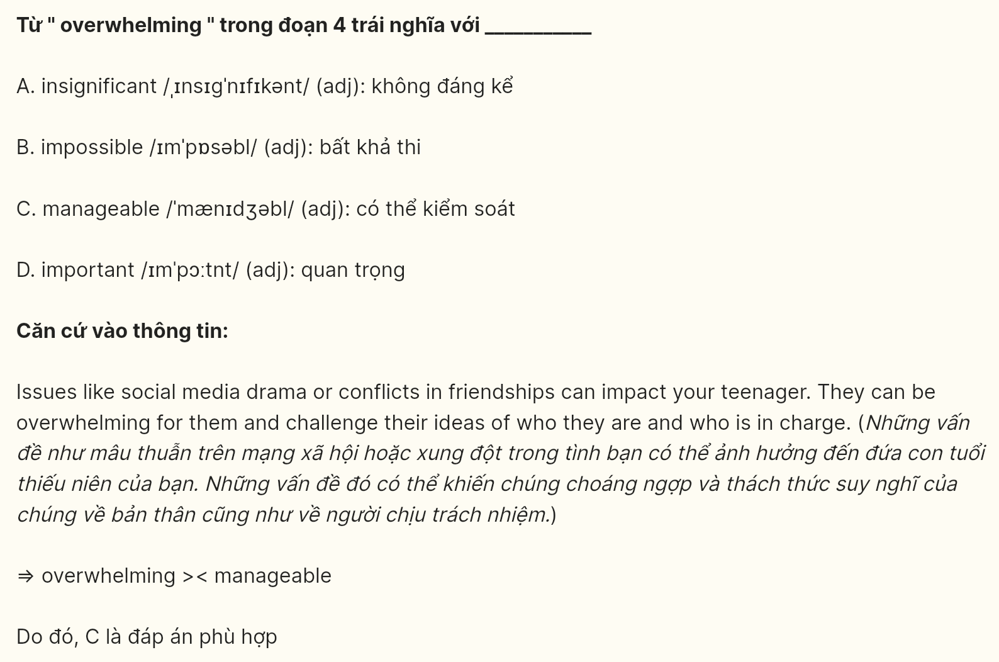 Từ " overwhelming " trong đoạn 4 trái nghĩa với __________
A. insignificant /ˌɪnsɪɡˈnɪfɪkənt/ (adj): không đáng kể
B. impossible /ɪmˈpɒsəbl/ (adj): bất khả thi
C. manageable /ˈmænɪdʒəbl/ (adj): có thể kiểm soát
D. important /ɪmˈpɔːtnt/ (adj): quan trọng
Căn cứ vào thông tin:
Issues like social media drama or conflicts in friendships can impact your teenager. They can be
overwhelming for them and challenge their ideas of who they are and who is in charge. (Những vấn
đề như mâu thuẫn trên mạng xã hội hoặc xung đột trong tình bạn có thể ảnh hưởng đến đứa con tuổi
thiếu niên của bạn. Những vấn đề đó có thể khiến chúng choáng ngợp và thách thức suy nghĩ của
chúng về bản thân cũng như về người chịu trách nhiệm.)
⇒ overwhelming >< manageable
Do đó, C là đáp án phù hợp